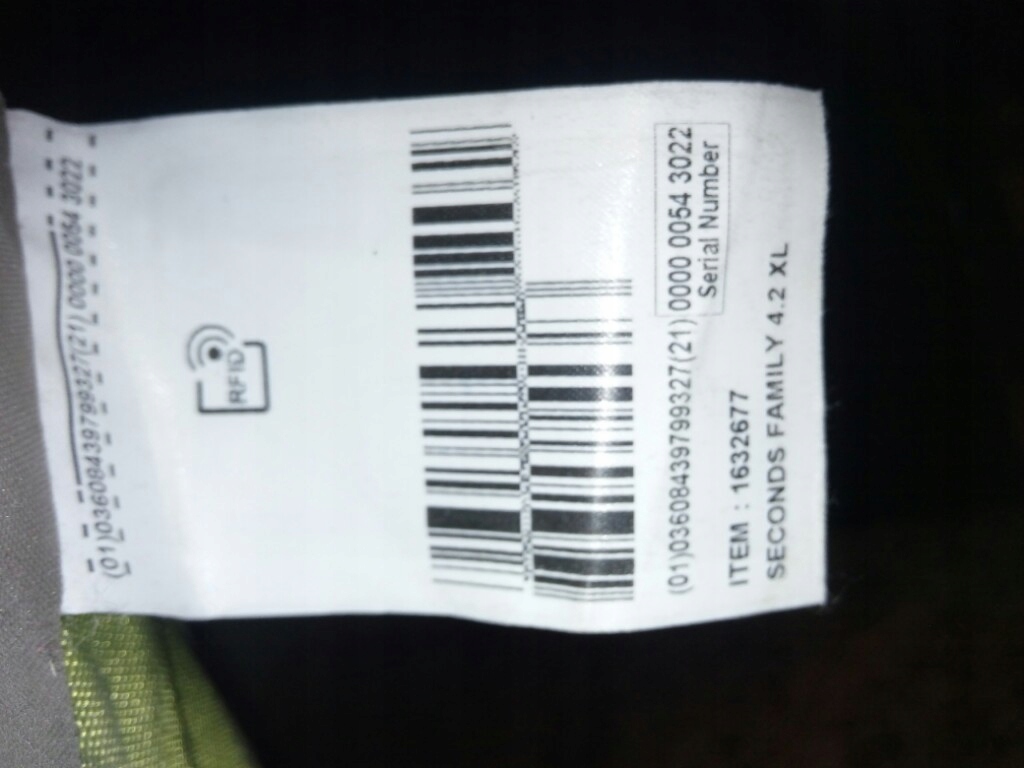 (01)03608439799327(21) 0000 0054 3022
RFID
(01)03608439799327(21) 0000 0054 3022
Serial Number
ITEM : 1632677
SECONDS FAMILY 4.2 XL